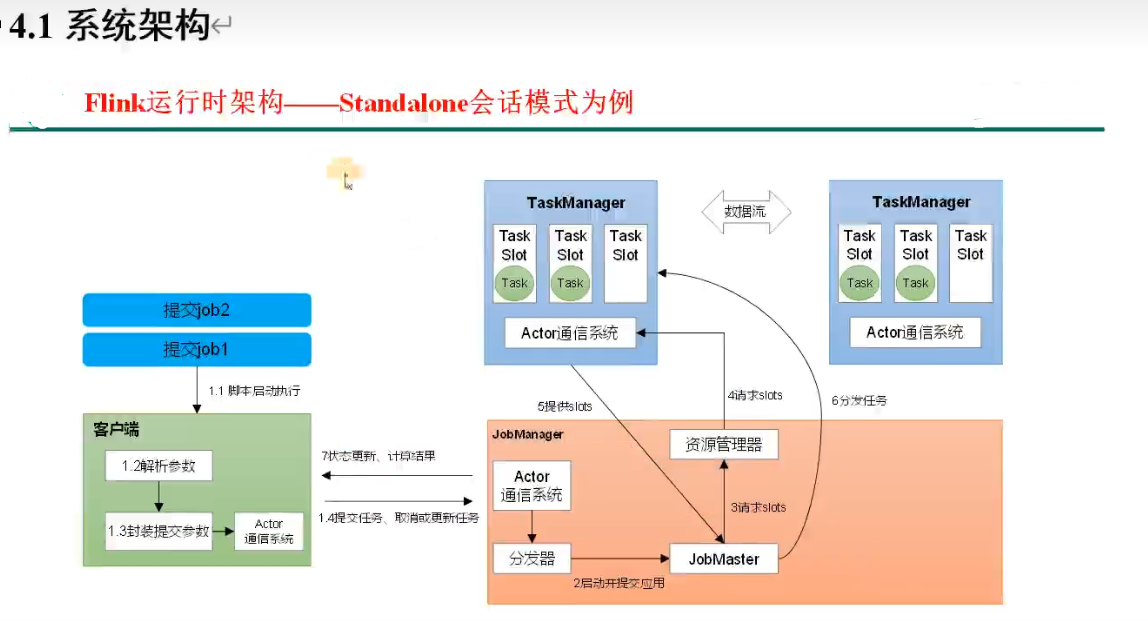 4.1 系统架构↵
Flink运行时架构——Standalone会话模式为例
TaskManager
Task Slot
Task
Task Slot
Task
Task Slot
Actor通信系统
数据流
TaskManager
Task Slot
Task
Task Slot
Task
Task Slot
Actor通信系统
提交job2
提交job1
1.1 脚本启动执行
5提供slots
4请求slots
6分发任务
客户端
1.2解析参数
1.3封装提交参数
Actor
通信系统
7状态更新、计算结果
1.4提交任务、取消或更新任务
JobManager
资源管理器
Actor
通信系统
3请求slots
分发器
2启动并提交应用
JobMaster